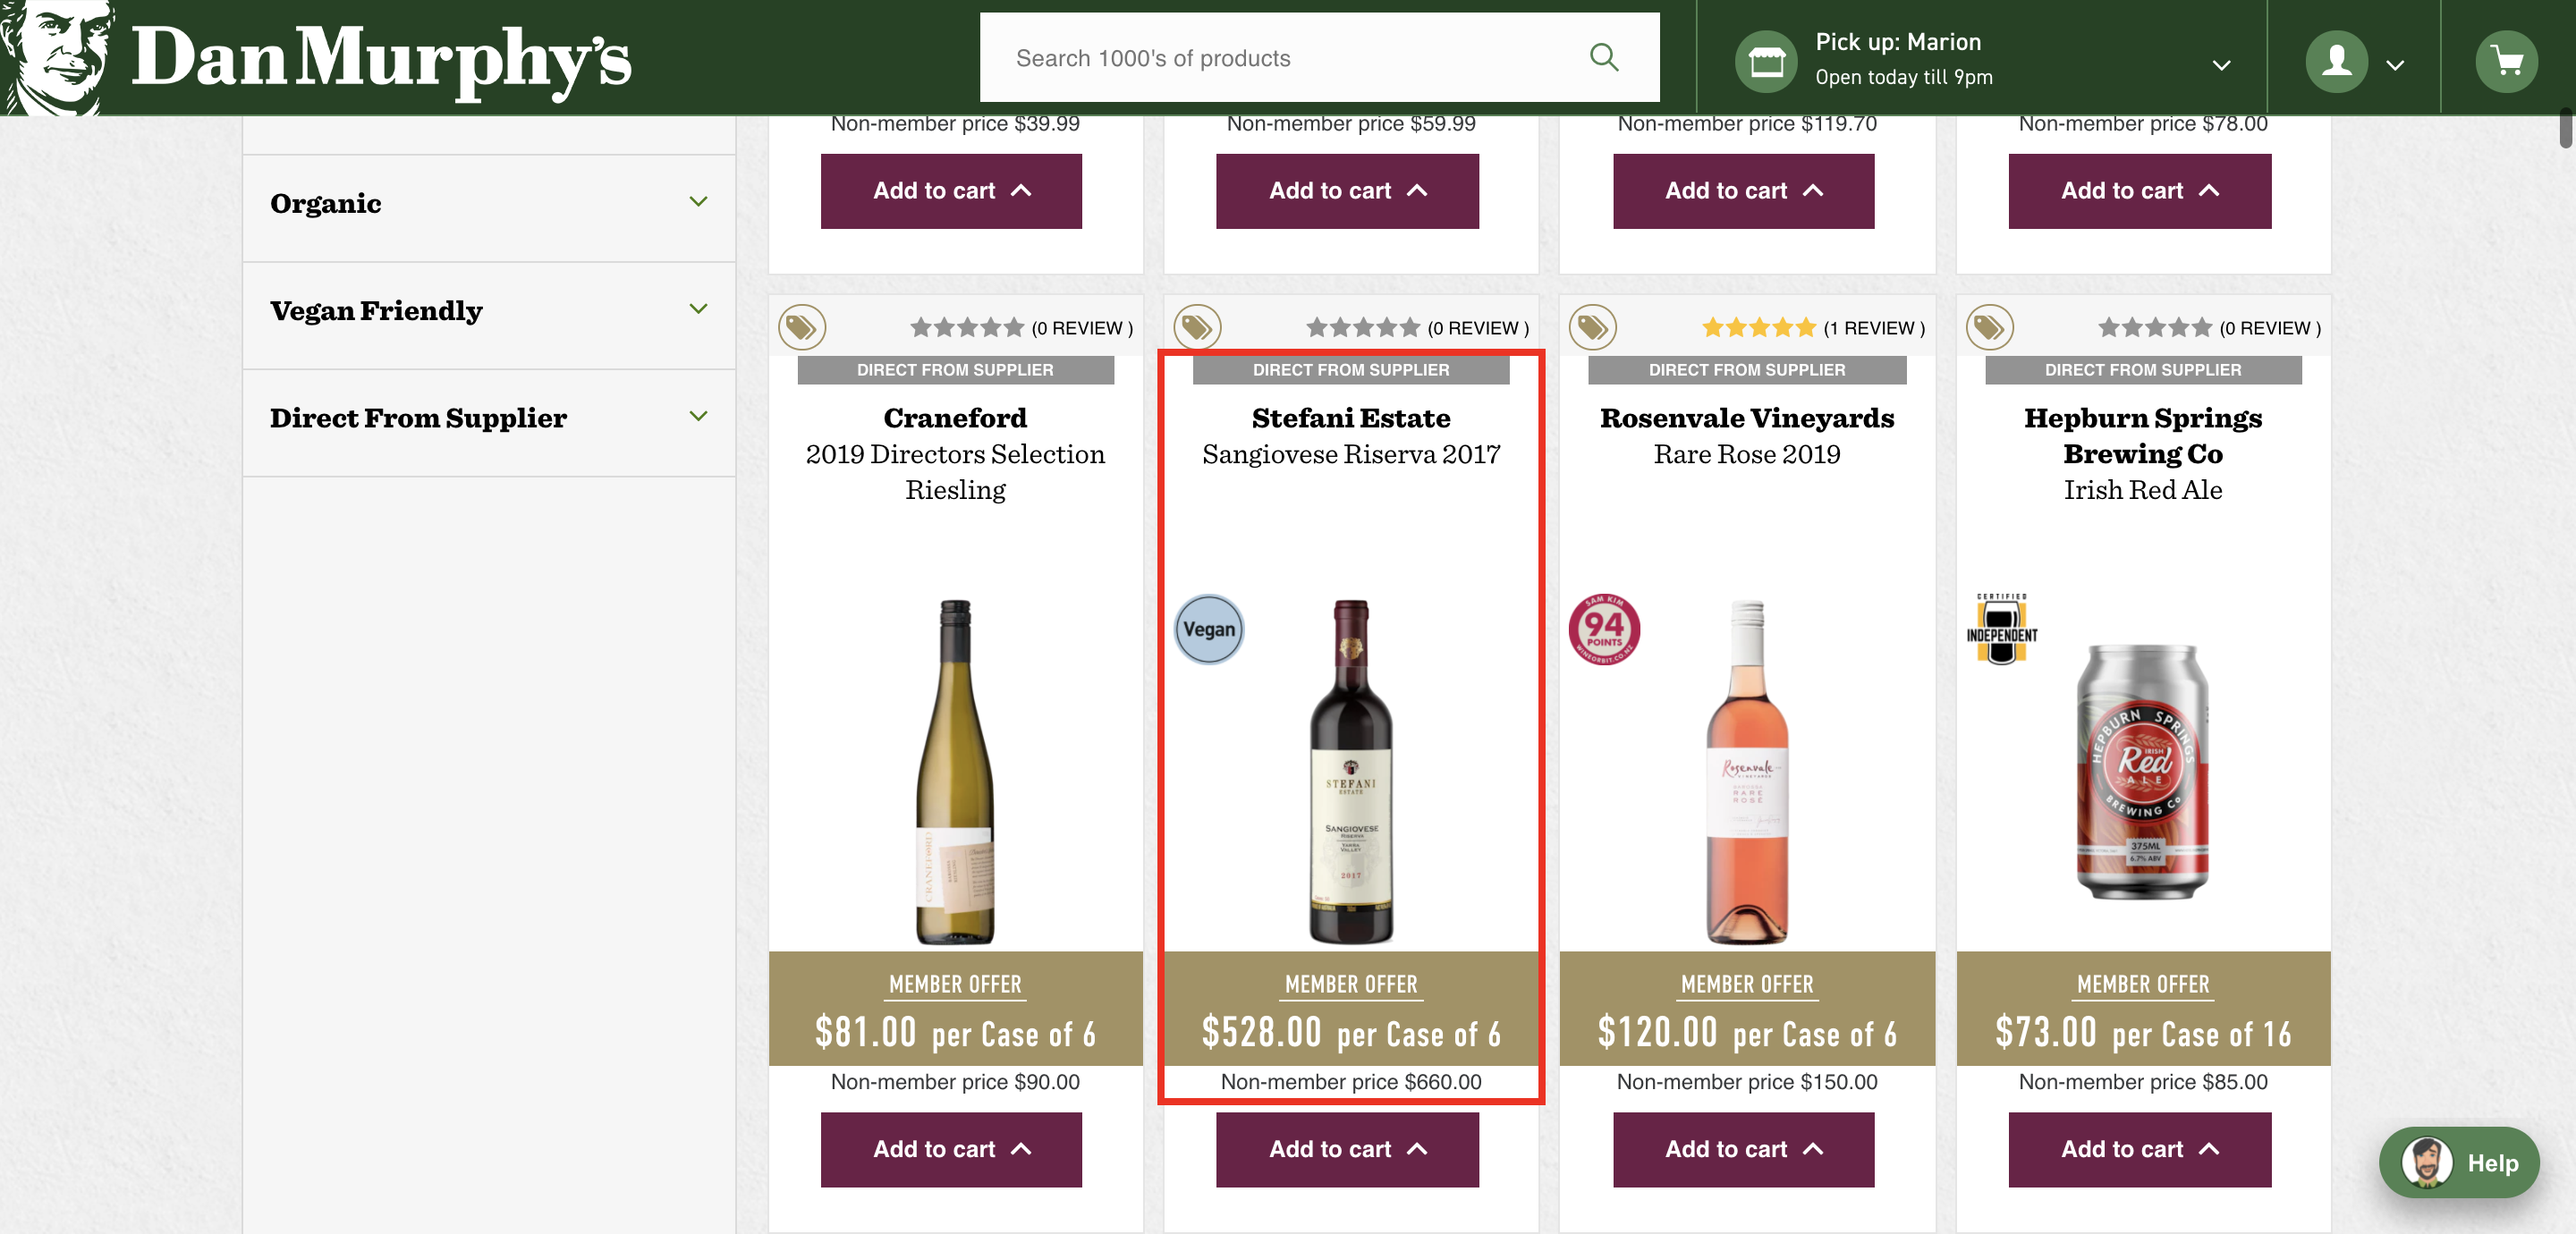 Dan Murphy's
Search 1000's of products
Pick up: Marion
Open today till 9pm
Non-member price $39.99
Non-member price $59.99
Non-member price $119.70
Non-member price $78.00
Add to cart
Add to cart
Add to cart
Add to cart
Organic
Vegan Friendly
Direct From Supplier
(0 REVIEW )
DIRECT FROM SUPPLIER
Craneford
2019 Directors Selection
Riesling
CRANEFORD
MEMBER OFFER
$81.00 per Case of 6
Non-member price $90.00
Add to cart
(0 REVIEW )
DIRECT FROM SUPPLIER
Stefani Estate
Sangiovese Riserva 2017
Vegan
STEFANI
ESTATE
SANGIOVESE
RISERVA
YARRA
VALLEY
2017
MEMBER OFFER
$528.00 per Case of 6
Non-member price $660.00
Add to cart
(1 REVIEW )
DIRECT FROM SUPPLIER
Rosenvale Vineyards
Rare Rose 2019
SAM KIM
94
POINTS
WINEORBIT.CO.NZ
Rosenvale
VINEYARDS
RARE
ROSÉ
MEMBER OFFER
$120.00 per Case of 6
Non-member price $150.00
Add to cart
(0 REVIEW )
DIRECT FROM SUPPLIER
Hepburn Springs
Brewing Co
Irish Red Ale
CERTIFIED
INDEPENDENT
HEPBURN SPRINGS
IRISH
Red
ALE
BREWING Co
375ML
6.7% ABV
MEMBER OFFER
$73.00 per Case of 16
Non-member price $85.00
Add to cart
Help